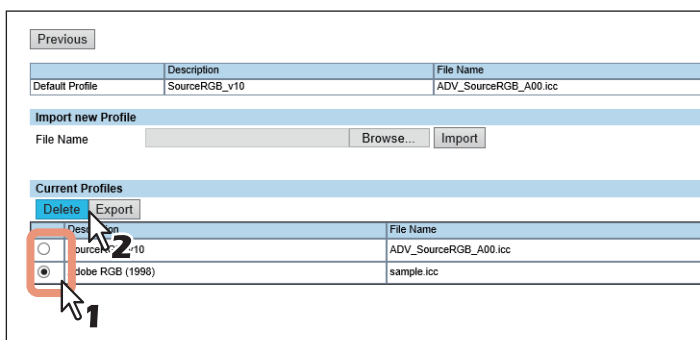 Previous
Description File Name
Default Profile SourceRGB_v10 ADV_SourceRGB_A00.icc
Import new Profile
File Name Browse... Import
Current Profiles
Delete Export
File Name
2
ADV_SourceRGB_A00.icc
Adobe RGB (1998) sample.icc
1